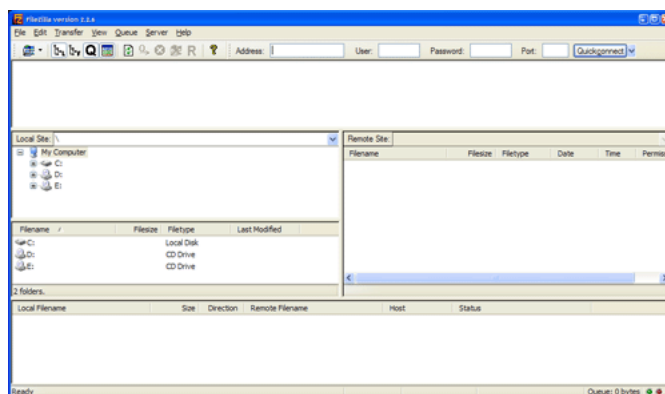 FileZilla version 2.2.6
File Edit Transfer View Queue Server Help
Address: User: Password: Port: Quickconnect
Local Site: \
My Computer
C:
D:
E:
Filename Filesize Filetype Last Modified
C: Local Disk
D: CD Drive
E: CD Drive
2 folders.
Remote Site:
Filename Filesize Filetype Date Time Permiss
Local Filename Size Direction Remote Filename Host Status
Ready Queue: 0 bytes